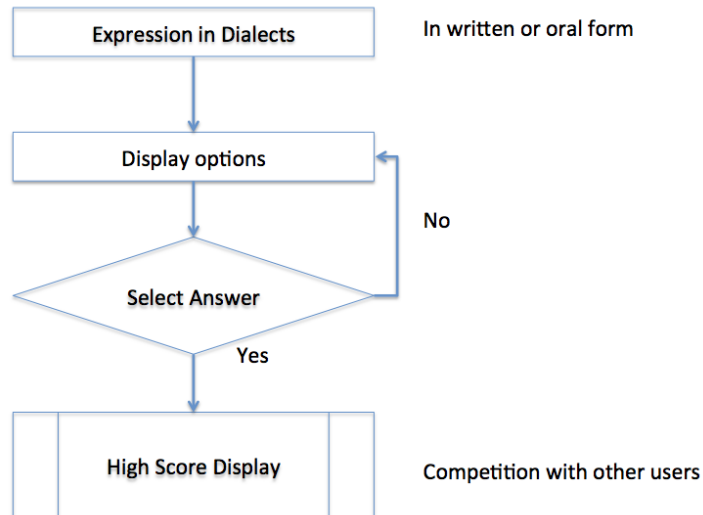 Expression in Dialects
In written or oral form
Display options
No
Select Answer
Yes
High Score Display
Competition with other users